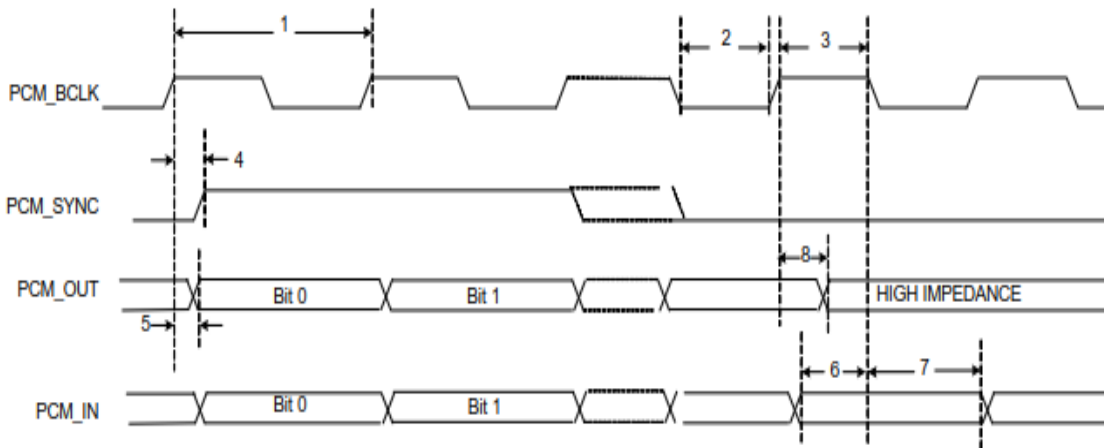 1
2
3
PCM_BCLK
4
PCM_SYNC
8
PCM_OUT
Bit 0
Bit 1
HIGH IMPEDANCE
5
6
7
PCM_IN
Bit 0
Bit 1